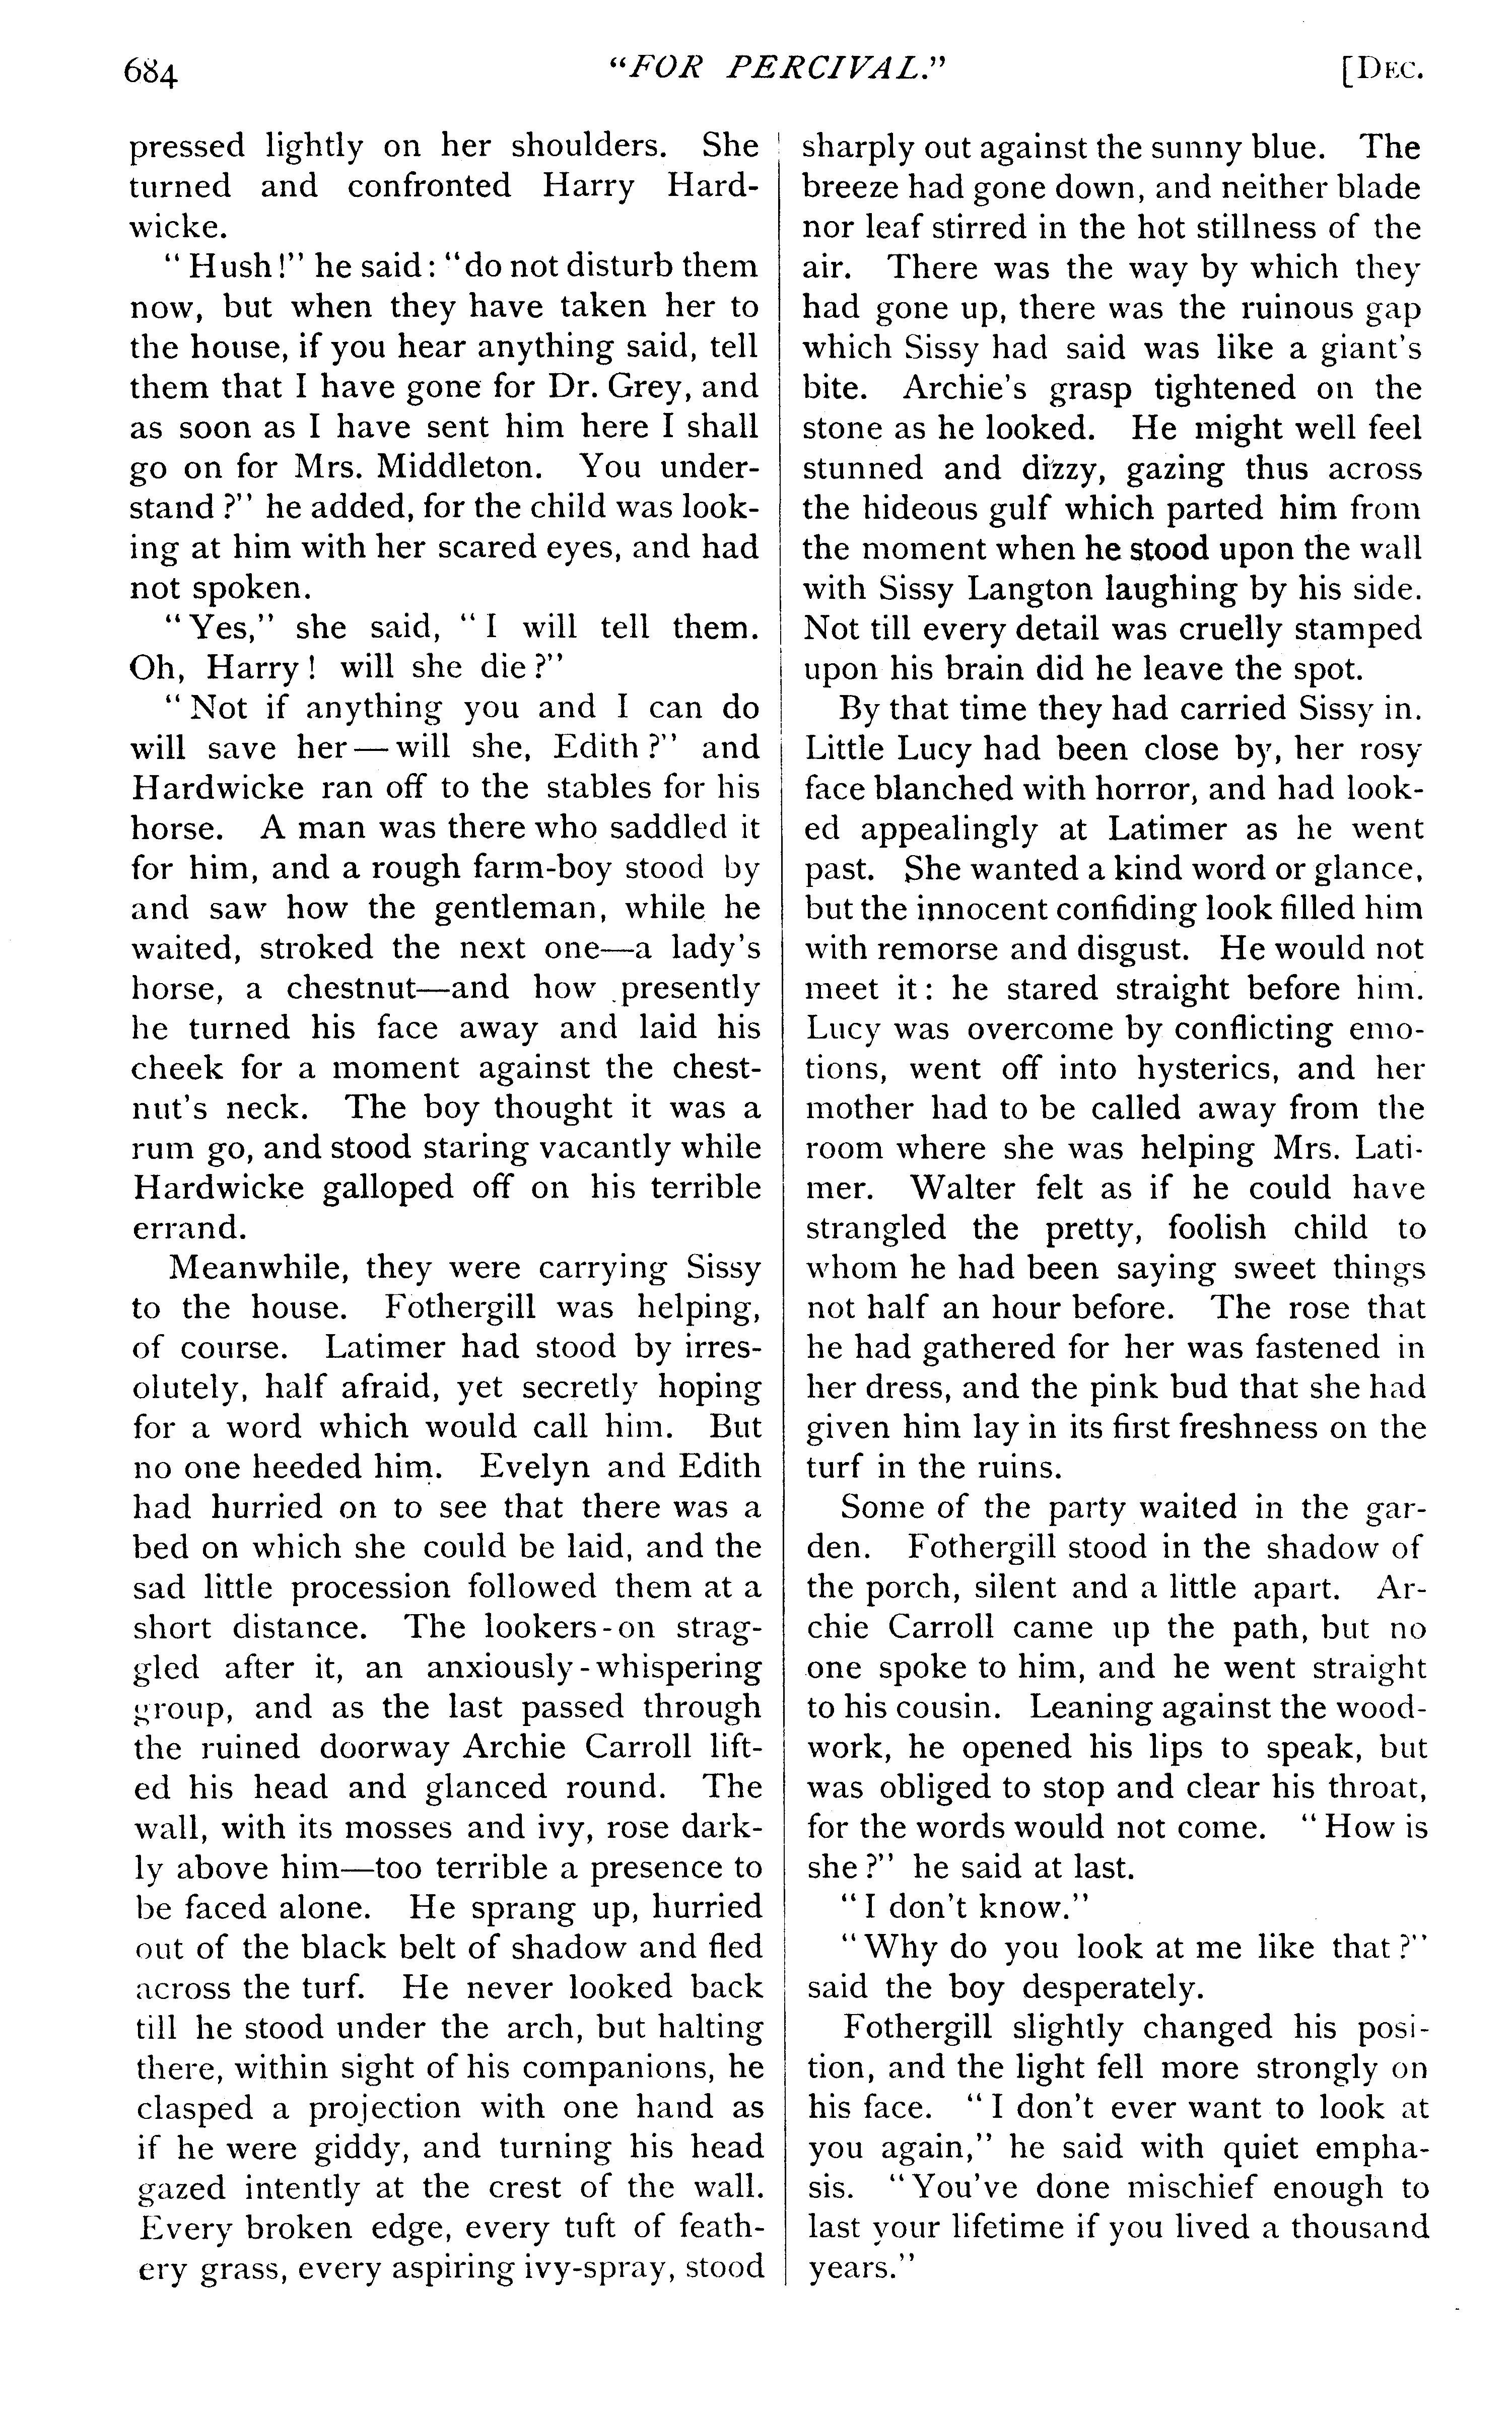 684
"FOR PERCIVAL."
[DEC.
pressed lightly on her shoulders. She
turned and confronted Harry Hard-
wicke.
"Hush!" he said: "do not disturb them
now, but when they have taken her to
the house, if you hear anything said, tell
them that I have gone for Dr. Grey, and
as soon as I have sent him here I shall
go on for Mrs. Middleton. You under-
stand?" he added, for the child was look-
ing at him with her scared eyes, and had
not spoken.
"Yes," she said, "I will tell them.
Oh, Harry! will she die?"
"Not if anything you and I can do
will save her—will she, Edith?" and
Hardwicke ran off to the stables for his
horse. A man was there who saddled it
for him, and a rough farm-boy stood by
and saw how the gentleman, while he
waited, stroked the next one—a lady's
horse, a chestnut—and how presently
he turned his face away and laid his
cheek for a moment against the chest-
nut's neck. The boy thought it was a
rum go, and stood staring vacantly while
Hardwicke galloped off on his terrible
errand.
Meanwhile, they were carrying Sissy
to the house. Fothergill was helping,
of course. Latimer had stood by irres-
olutely, half afraid, yet secretly hoping
for a word which would call him. But
no one heeded him. Evelyn and Edith
had hurried on to see that there was a
bed on which she could be laid, and the
sad little procession followed them at a
short distance. The lookers-on strag-
gled after it, an anxiously-whispering
group, and as the last passed through
the ruined doorway Archie Carroll lift-
ed his head and glanced round. The
wall, with its mosses and ivy, rose dark-
ly above him—too terrible a presence to
be faced alone. He sprang up, hurried
out of the black belt of shadow and fled
across the turf. He never looked back
till he stood under the arch, but halting
there, within sight of his companions, he
clasped a projection with one hand as
if he were giddy, and turning his head
gazed intently at the crest of the wall.
Every broken edge, every tuft of feath-
ery grass, every aspiring ivy-spray, stood
sharply out against the sunny blue. The
breeze had gone down, and neither blade
nor leaf stirred in the hot stillness of the
air. There was the way by which they
had gone up, there was the ruinous gap
which Sissy had said was like a giant's
bite. Archie's grasp tightened on the
stone as he looked. He might well feel
stunned and dizzy, gazing thus across
the hideous gulf which parted him from
the moment when he stood upon the wall
with Sissy Langton laughing by his side.
Not till every detail was cruelly stamped
upon his brain did he leave the spot.
By that time they had carried Sissy in.
Little Lucy had been close by, her rosy
face blanched with horror, and had look-
ed appealingly at Latimer as he went
past. She wanted a kind word or glance,
but the innocent confiding look filled him
with remorse and disgust. He would not
meet it: he stared straight before him.
Lucy was overcome by conflicting emo-
tions, went off into hysterics, and her
mother had to be called away from the
room where she was helping Mrs. Lati-
mer. Walter felt as if he could have
strangled the pretty, foolish child to
whom he had been saying sweet things
not half an hour before. The rose that
he had gathered for her was fastened in
her dress, and the pink bud that she had
given him lay in its first freshness on the
turf in the ruins.
Some of the party waited in the gar-
den. Fothergill stood in the shadow of
the porch, silent and a little apart. Ar-
chie Carroll came up the path, but no
one spoke to him, and he went straight
to his cousin. Leaning against the wood-
work, he opened his lips to speak, but
was obliged to stop and clear his throat,
for the words would not come. "How is
she?" he said at last.
"I don't know."
"Why do you look at me like that?"
said the boy desperately.
Fothergill slightly changed his posi-
tion, and the light fell more strongly on
his face. "I don't ever want to look at
you again," he said with quiet empha-
sis. "You've done mischief enough to
last your lifetime if you lived a thousand
years."